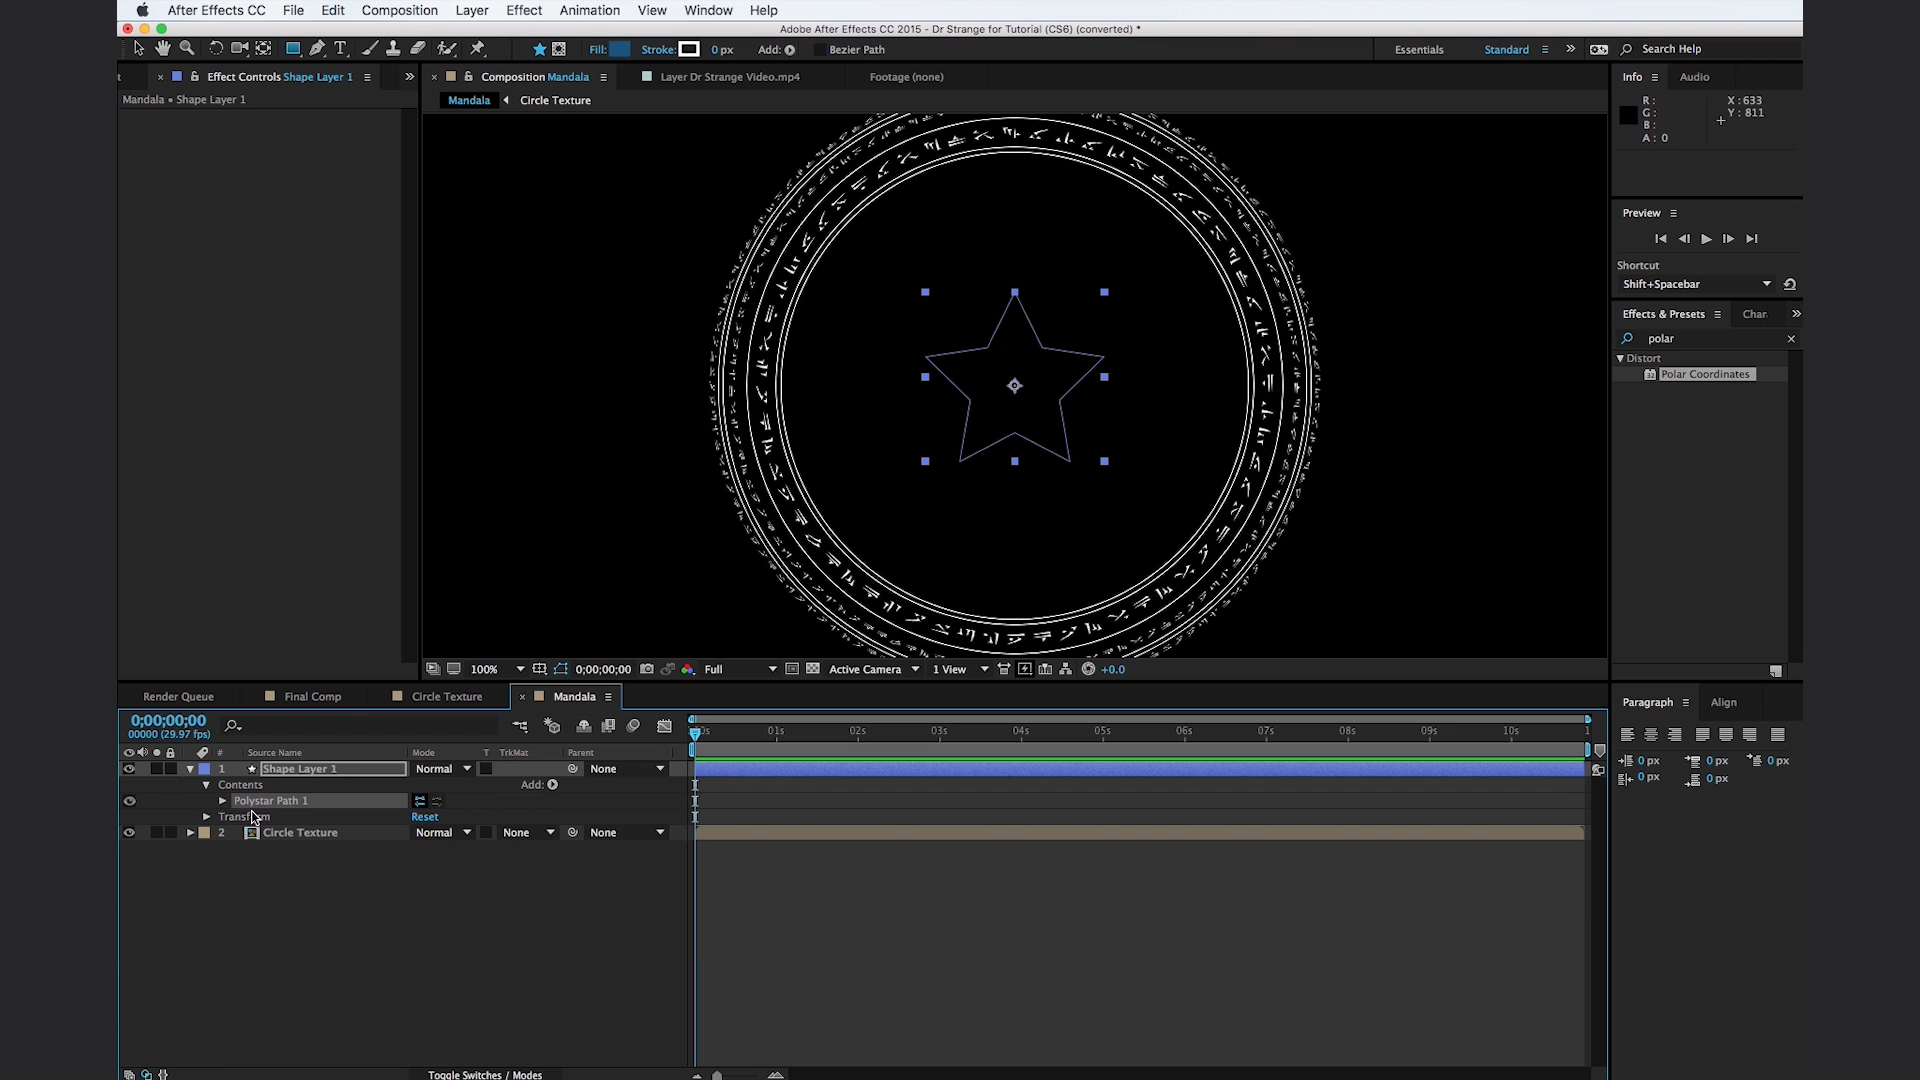 After Effects CC File Edit Composition Layer Effect Animation View Window Help
Adobe After Effects CC 2015 - Dr Strange for Tutorial (CS6) (converted) *
Fill: Stroke: 0 px Add: Bezier Path Essentials Standard Search Help
t Effect Controls Shape Layer 1 Composition Mandala Layer Dr Strange Video.mp4 Footage (none) Info Audio
Mandala • Shape Layer 1 Mandala Circle Texture
R: X: 633
G: Y: 811
B:
A: 0
Preview
Shortcut
Shift+Spacebar
Effects & Presets Char
polar
Distort
32 Polar Coordinates
100% 0;00;00;00 Full Active Camera 1 View +0.0
Render Queue Final Comp Circle Texture Mandala Paragraph Align
0;00;00;00
00000 (29.97 fps)
01s 02s 03s 04s 05s 06s 07s 08s 09s 10s
# Source Name Mode T TrkMat Parent
1 Shape Layer 1 Normal None
Contents Add:
Polystar Path 1
Transform Reset
2 Circle Texture Normal None None
0 px 0 px 0 px
0 px 0 px
Toggle Switches / Modes